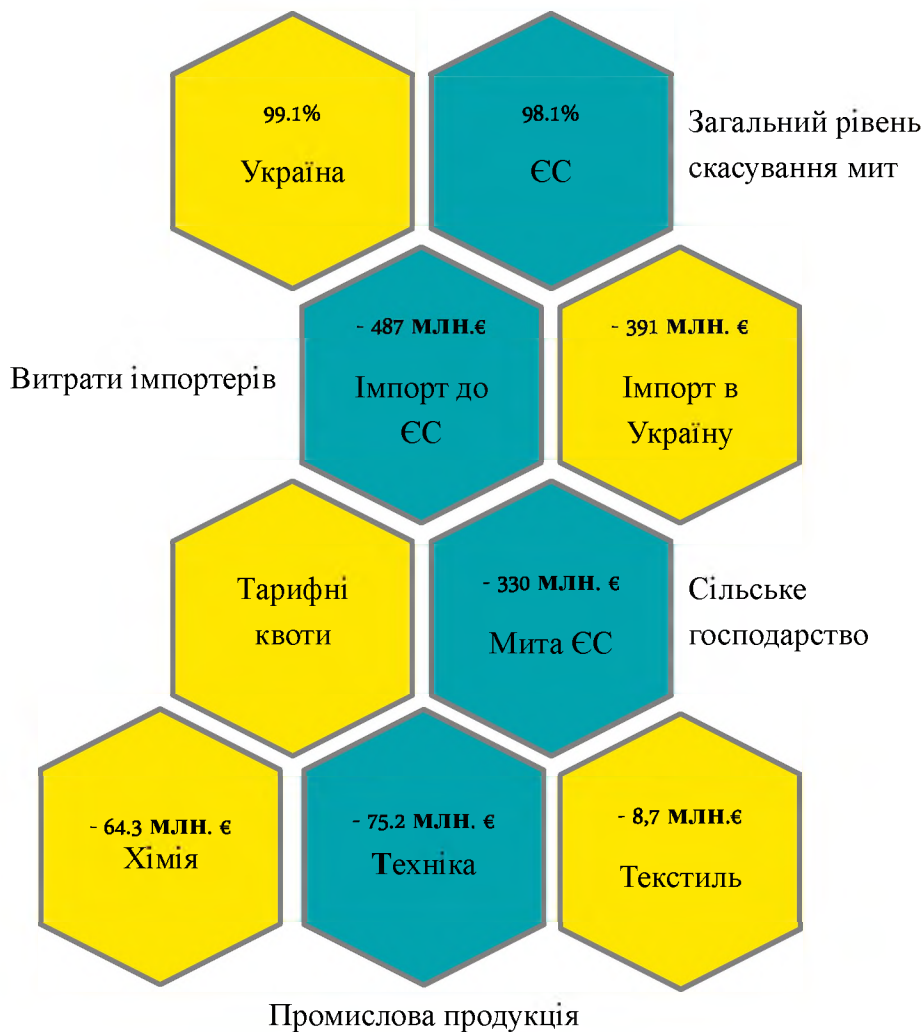 99.1%
Україна
98.1%
ЄС
Загальний рівень
скасування мит
Витрати імпортерів
- 487 млн.€
Імпорт до
ЄС
- 391 млн. €
Імпорт в
Україну
Тарифні
квоти
- 330 млн. €
Мита ЄС
Сільське
господарство
- 64.3 млн. €
Хімія
- 75.2 млн. €
Техніка
- 8,7 млн.€
Текстиль
Промислова продукція